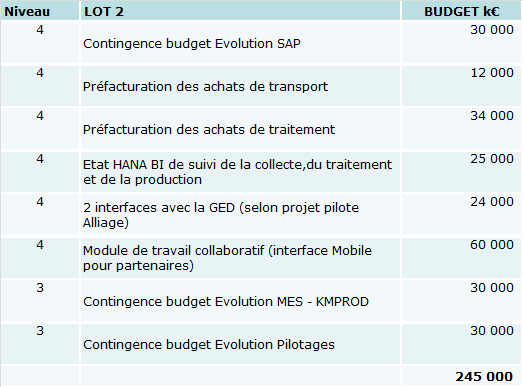 Niveau LOT 2 BUDGET k€
4 Contingence budget Evolution SAP 30 000
4 Préfacturation des achats de transport 12 000
4 Préfacturation des achats de traitement 34 000
4 Etat HANA BI de suivi de la collecte,du traitement 25 000
et de la production
4 2 interfaces avec la GED (selon projet pilote 24 000
Alliage)
4 Module de travail collaboratif (interface Mobile 60 000
pour partenaires)
3 Contingence budget Evolution MES - KMPROD 30 000
3 Contingence budget Evolution Pilotages 30 000
245 000